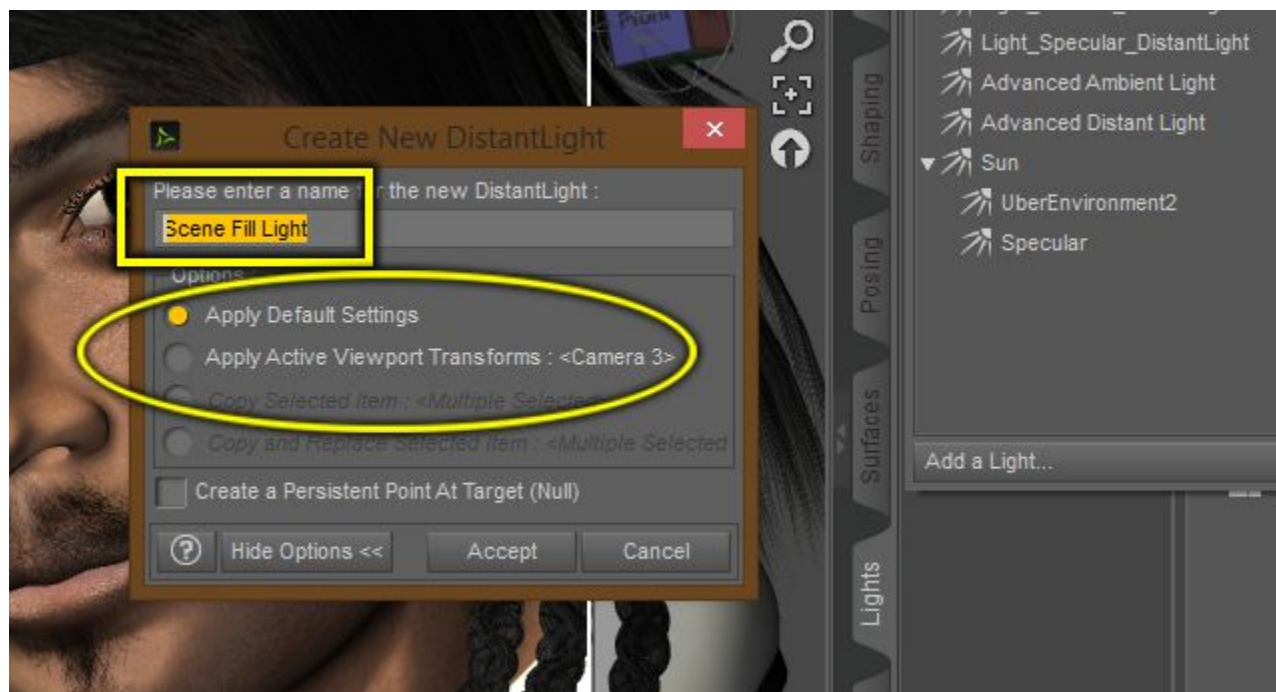 Front
Create New DistantLight
Please enter a name for the new DistantLight :
Scene Fill Light
Options :
Apply Default Settings
Apply Active Viewport Transforms : <Camera 3>
Copy Selected Item : <Multiple Selected>
Copy and Replace Selected Item : <Multiple Selected
Create a Persistent Point At Target (Null)
Hide Options <<
Accept
Cancel
Shaping
Posing
Surfaces
Lights
Light_Specular_DistantLight
Advanced Ambient Light
Advanced Distant Light
Sun
UberEnvironment2
Specular
Add a Light...